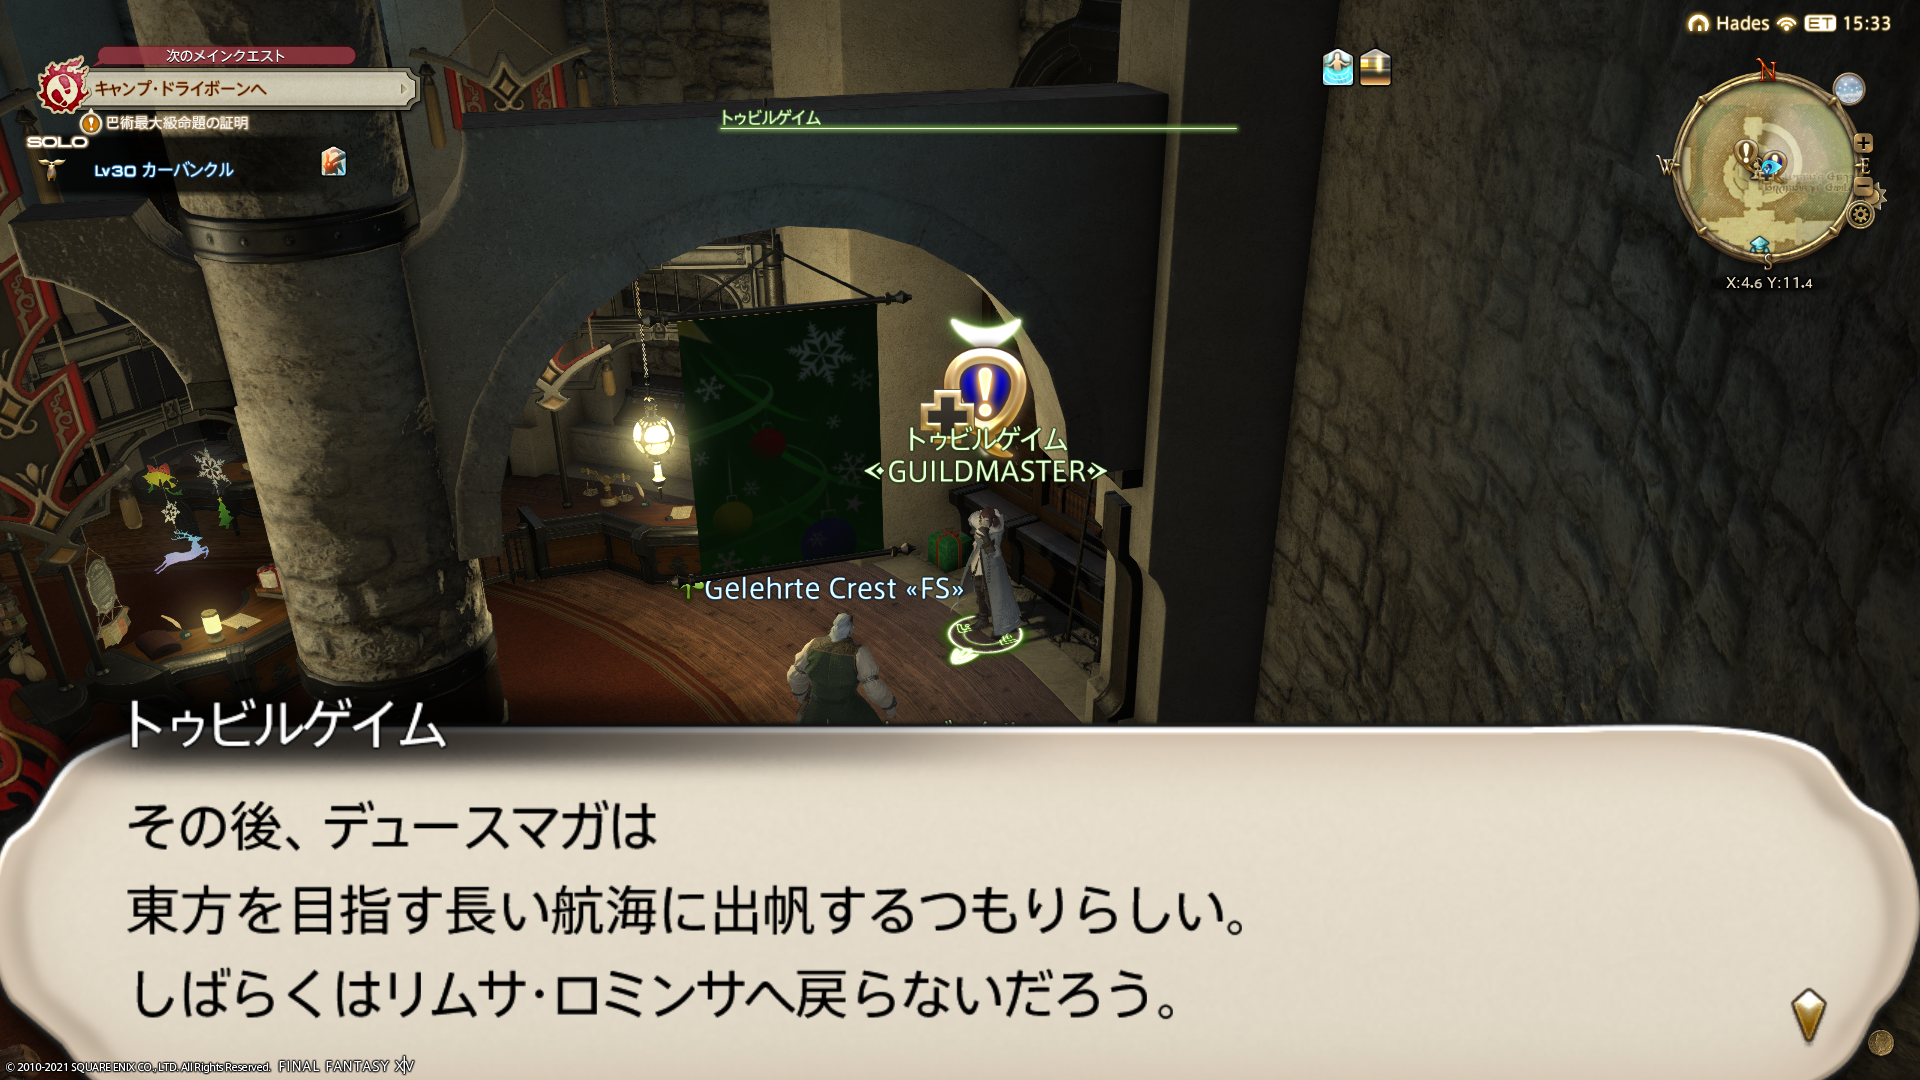 次のメインクエスト
キャンプ・ドライボーンへ
巴術最大級命題の証明
SOLO
Lv30 カーバンクル
トゥビルゲイム
Hades ET 15:33
N
W
E
S
X:4.6 Y:11.4
トゥビルゲイム
GUILDMASTER
Gelehrte Crest «FS»
トゥビルゲイム
その後、デュースマガは
東方を目指す長い航海に出帆するつもりらしい。
しばらくはリムサ・ロミンサへ戻らないだろう。
© 2010-2021 SQUARE ENIX CO., LTD. All Rights Reserved. FINAL FANTASY XIV